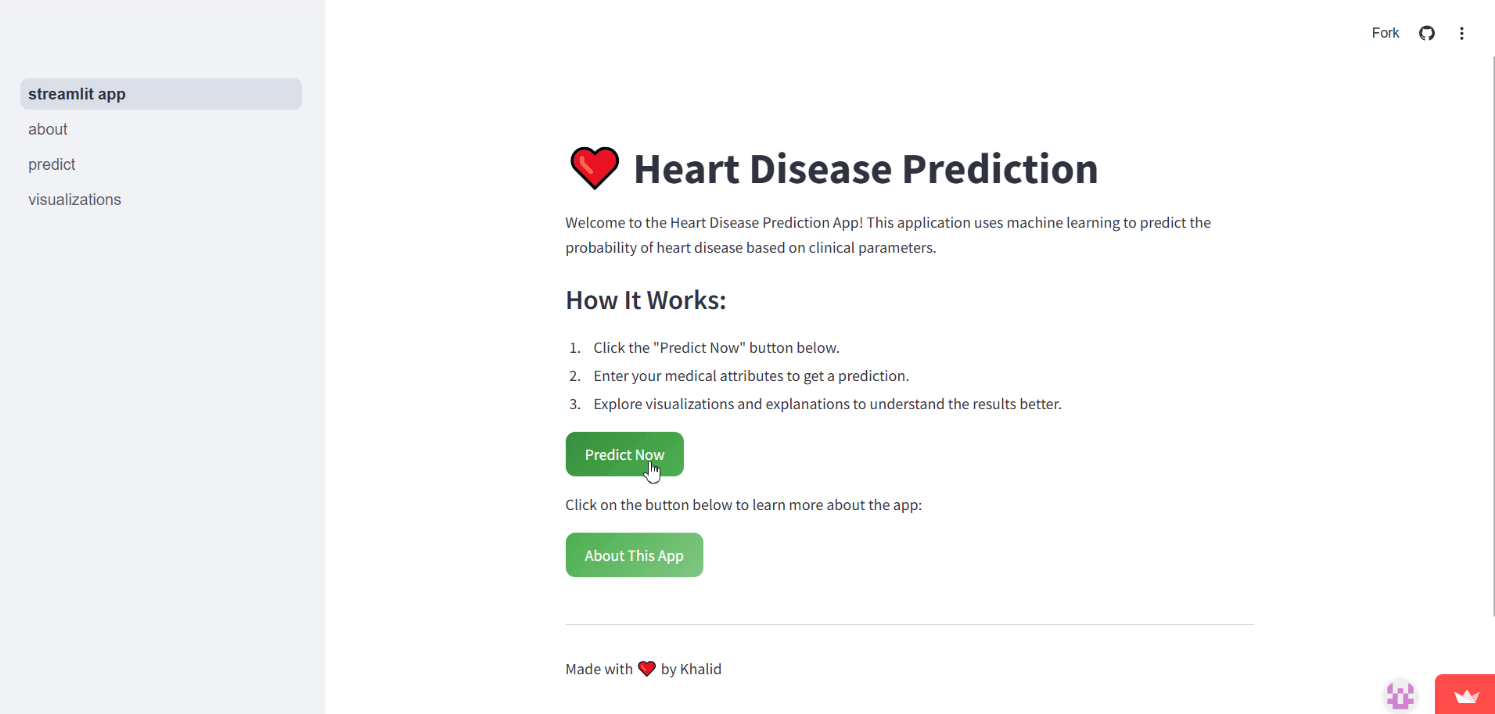 Fork
streamlit app
about
predict
visualizations
Heart Disease Prediction
Welcome to the Heart Disease Prediction App! This application uses machine learning to predict the
probability of heart disease based on clinical parameters.
How It Works:
1. Click the "Predict Now" button below.
2. Enter your medical attributes to get a prediction.
3. Explore visualizations and explanations to understand the results better.
Predict Now
Click on the button below to learn more about the app:
About This App
Made with ❤️ by Khalid